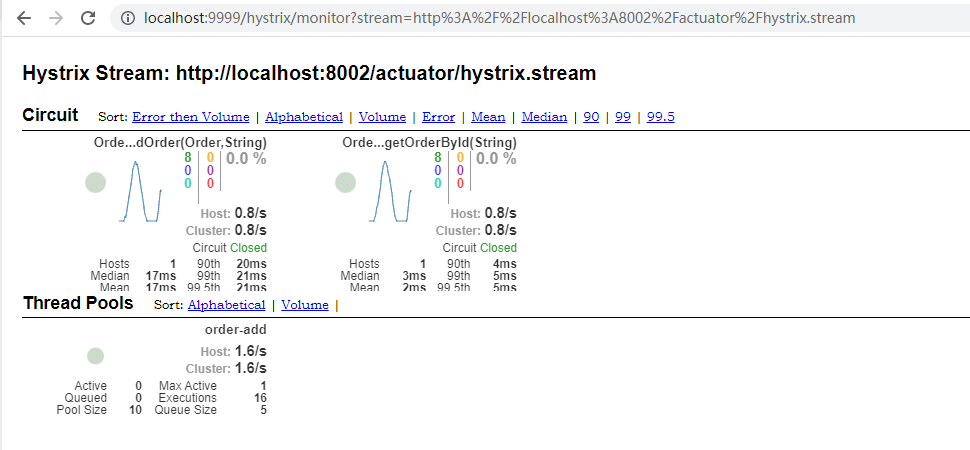 localhost:9999/hystrix/monitor?stream=http%3A%2F%2Flocalhost%3A8002%2Factuator%2Fhystrix.stream
Hystrix Stream: http://localhost:8002/actuator/hystrix.stream
Circuit Sort: Error then Volume | Alphabetical | Volume | Error | Mean | Median | 90 | 99 | 99.5
Orde...dOrder(Order,String)
8 0 0.0 %
0 0
0 0
Host: 0.8/s
Cluster: 0.8/s
Circuit Closed
Hosts 1 90th 20ms
Median 17ms 99th 21ms
Mean 17ms 99.5th 21ms
Orde...getOrderById(String)
8 0 0.0 %
0 0
0 0
Host: 0.8/s
Cluster: 0.8/s
Circuit Closed
Hosts 1 90th 4ms
Median 3ms 99th 5ms
Mean 2ms 99.5th 5ms
Thread Pools Sort: Alphabetical | Volume |
order-add
Host: 1.6/s
Cluster: 1.6/s
Active 0 Max Active 1
Queued 0 Executions 16
Pool Size 10 Queue Size 5